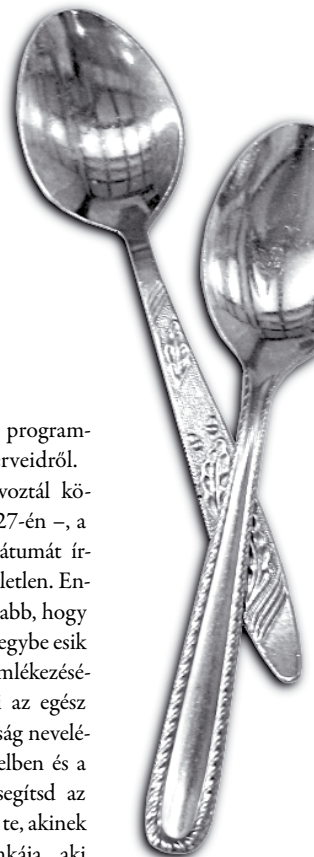 program-
erveidről.
voztál kö-
27-én –, a
átumát ír-
letlen. En-
abb, hogy
egybe esik
mlékezésé-
az egész
ság nevelé-
elben és a
segítsd az
te, akinek
nkája, aki